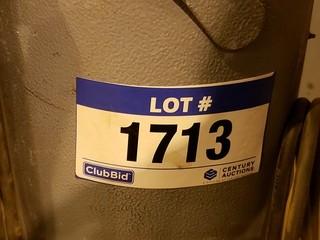 LOT #
1713
ClubBid
CENTURY
AUCTIONS